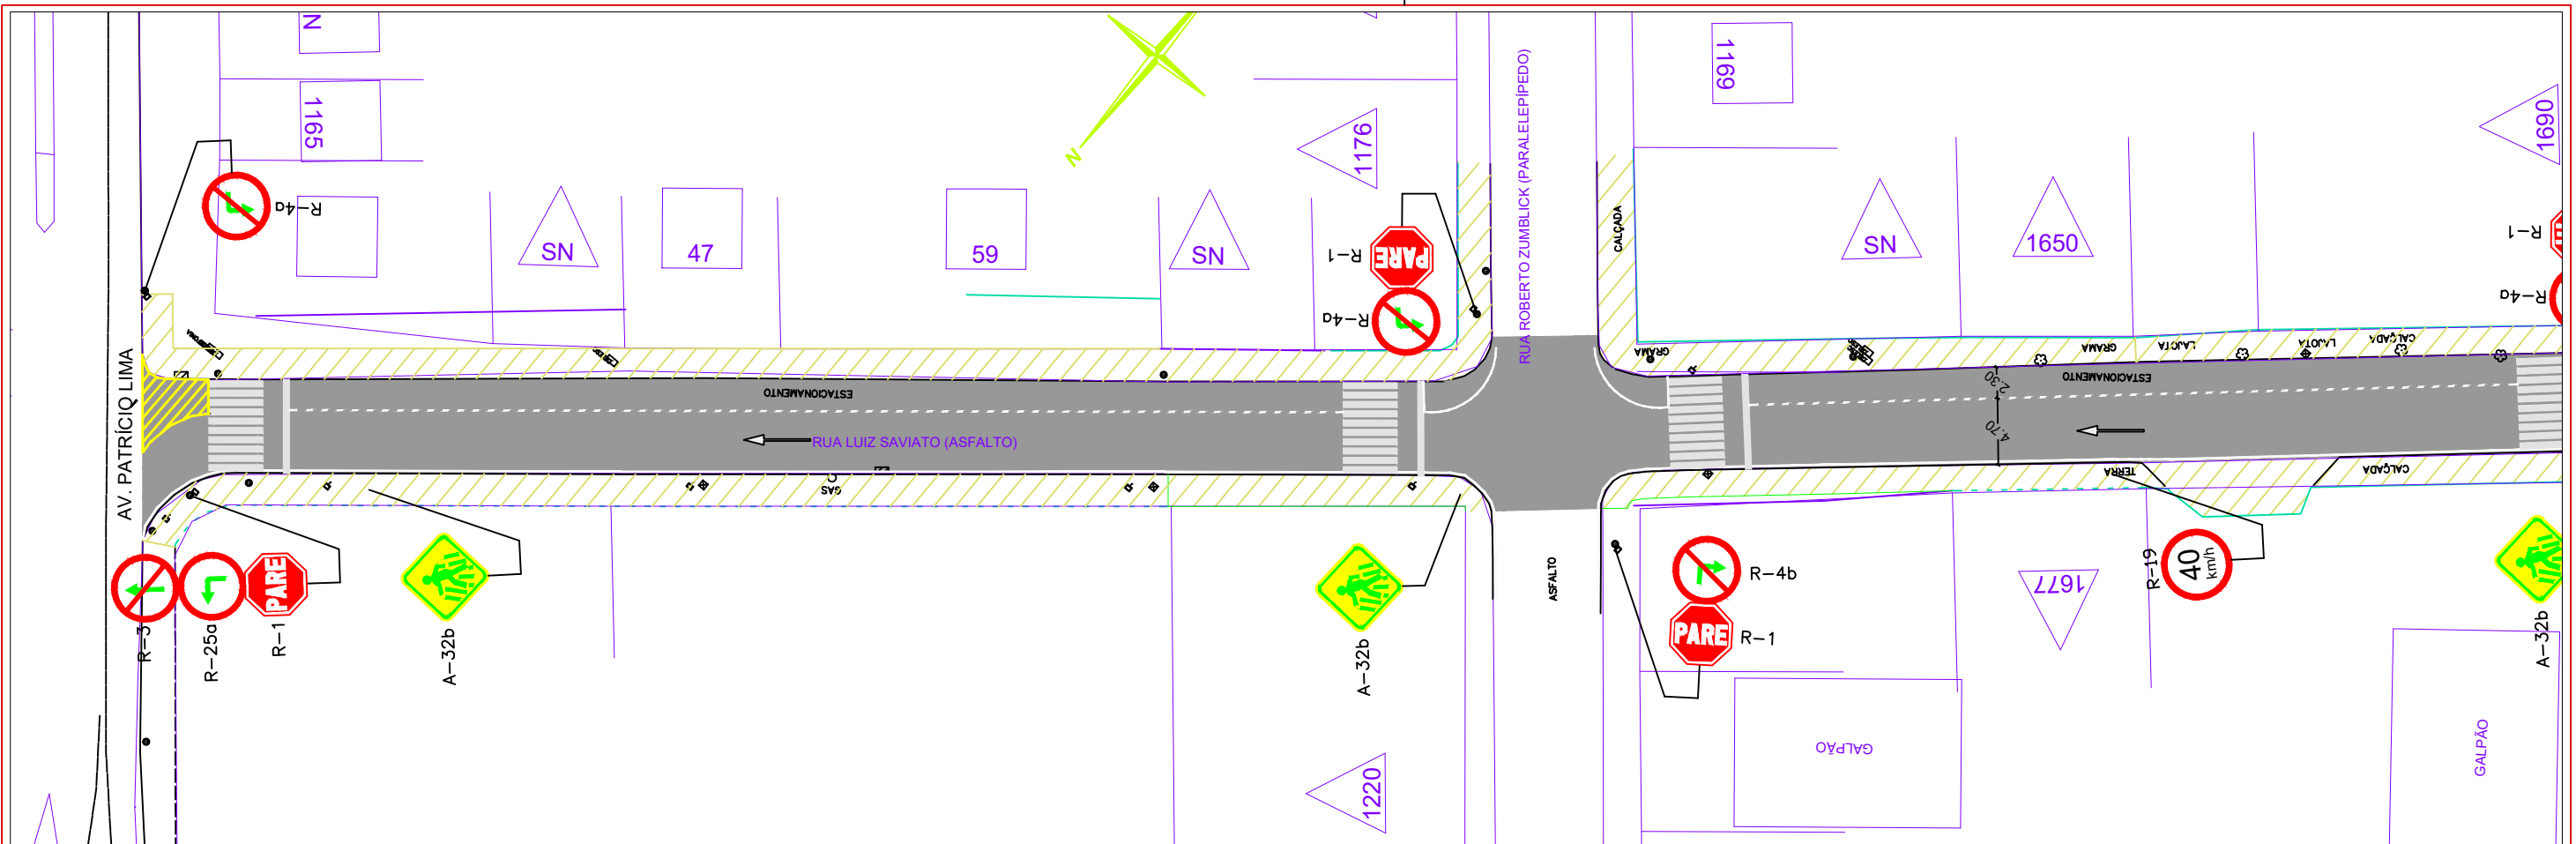 N
1165
R-4a
SN
47
59
SN
1176
N
R-1
PARE
R-4a
RUA ROBERTO ZUMBLICK (PARALELEPÍPEDO)
CALÇADA
1169
SN
1650
1690
R-1
R-4a
AV. PATRÍCIO LIMA
ESTACIONAMENTO
RUA LUIZ SAVIATO (ASFALTO)
GÁS
GRAMA
GRAMA
LAJOTA
LAJOTA
CALÇADA
ESTACIONAMENTO
2.30
4.70
TERRA
CALÇADA
R-3
R-25a
PARE
R-1
A-32b
A-32b
ASFALTO
R-4b
PARE
R-1
1677
R-19
40
km/h
A-32b
1220
GALPÃO
GALPÃO